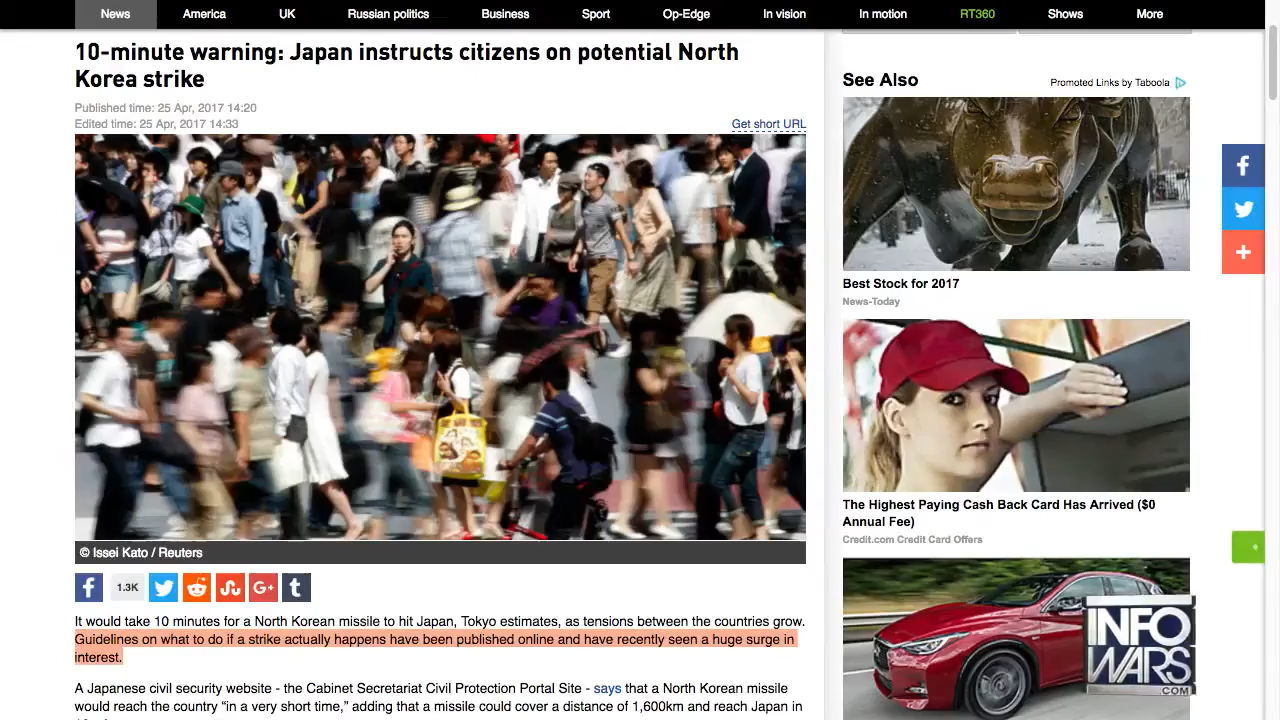 News
America
UK
Russian politics
Business
Sport
Op-Edge
In vision
In motion
RT360
Shows
More
10-minute warning: Japan instructs citizens on potential North
Korea strike
Published time: 25 Apr, 2017 14:20
Edited time: 25 Apr, 2017 14:33
Get short URL
© Issei Kato / Reuters
1.3K
It would take 10 minutes for a North Korean missile to hit Japan, Tokyo estimates, as tensions between the countries grow.
Guidelines on what to do if a strike actually happens have been published online and have recently seen a huge surge in
interest.
A Japanese civil security website - the Cabinet Secretariat Civil Protection Portal Site - says that a North Korean missile
would reach the country “in a very short time,” adding that a missile could cover a distance of 1,600km and reach Japan in
See Also
Promoted Links by Taboola
Best Stock for 2017
News-Today
The Highest Paying Cash Back Card Has Arrived ($0
Annual Fee)
Credit.com Credit Card Offers
INFO
WARS
.COM